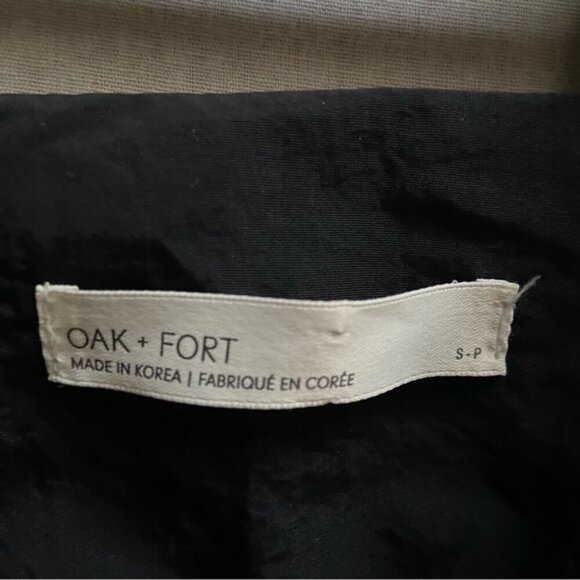 OAK + FORT
MADE IN KOREA | FABRIQUÉ EN CORÉE
S-P